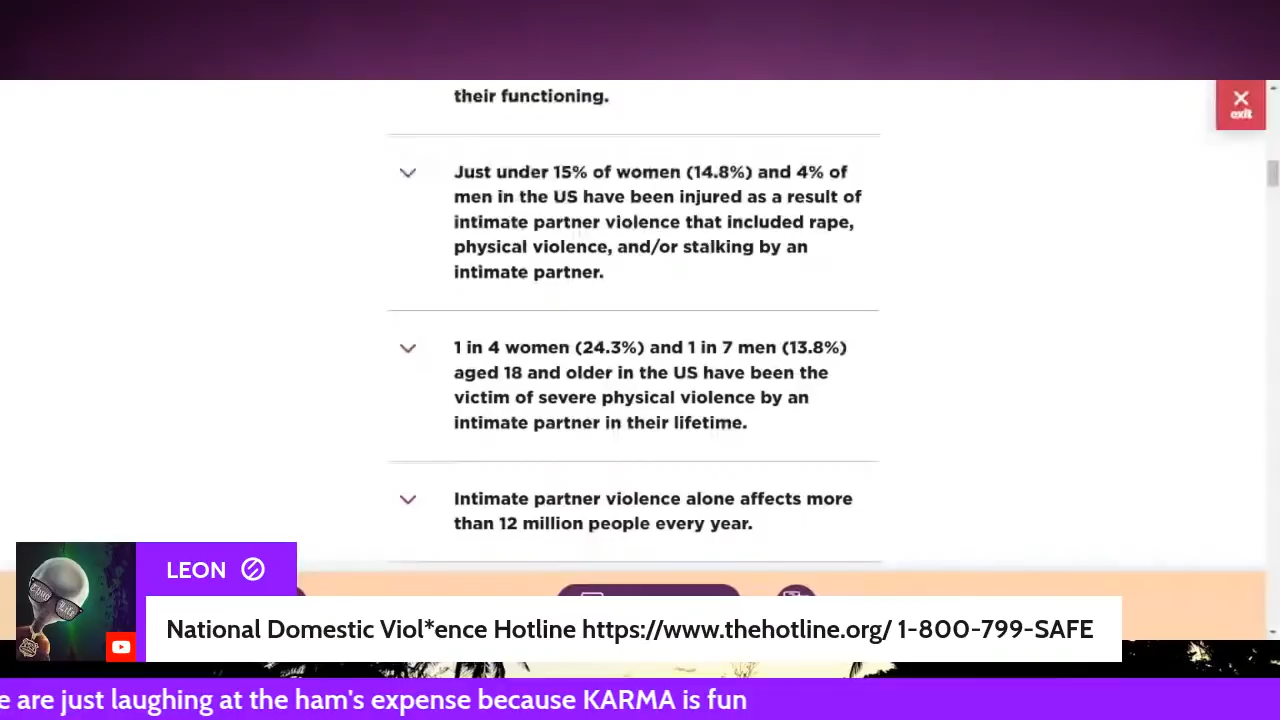 their functioning.
exit
Just under 15% of women (14.8%) and 4% of
men in the US have been injured as a result of
intimate partner violence that included rape,
physical violence, and/or stalking by an
intimate partner.
1 in 4 women (24.3%) and 1 in 7 men (13.8%)
aged 18 and older in the US have been the
victim of severe physical violence by an
intimate partner in their lifetime.
Intimate partner violence alone affects more
than 12 million people every year.
LEON
Thug Life
National Domestic Viol*ence Hotline https://www.thehotline.org/ 1-800-799-SAFE
e are just laughing at the ham's expense because KARMA is fun